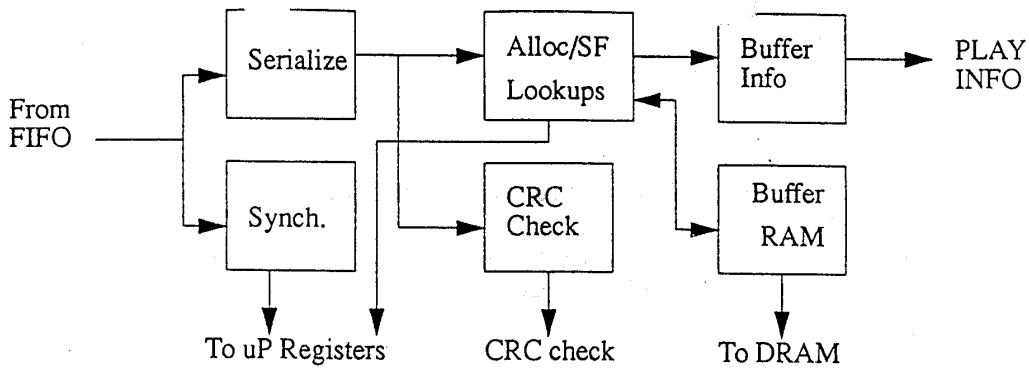 Serialize
Alloc/SF
Lookups
Buffer
Info
PLAY
INFO
From
FIFO
Synch.
CRC
Check
Buffer
RAM
To uP Registers
CRC check
To DRAM